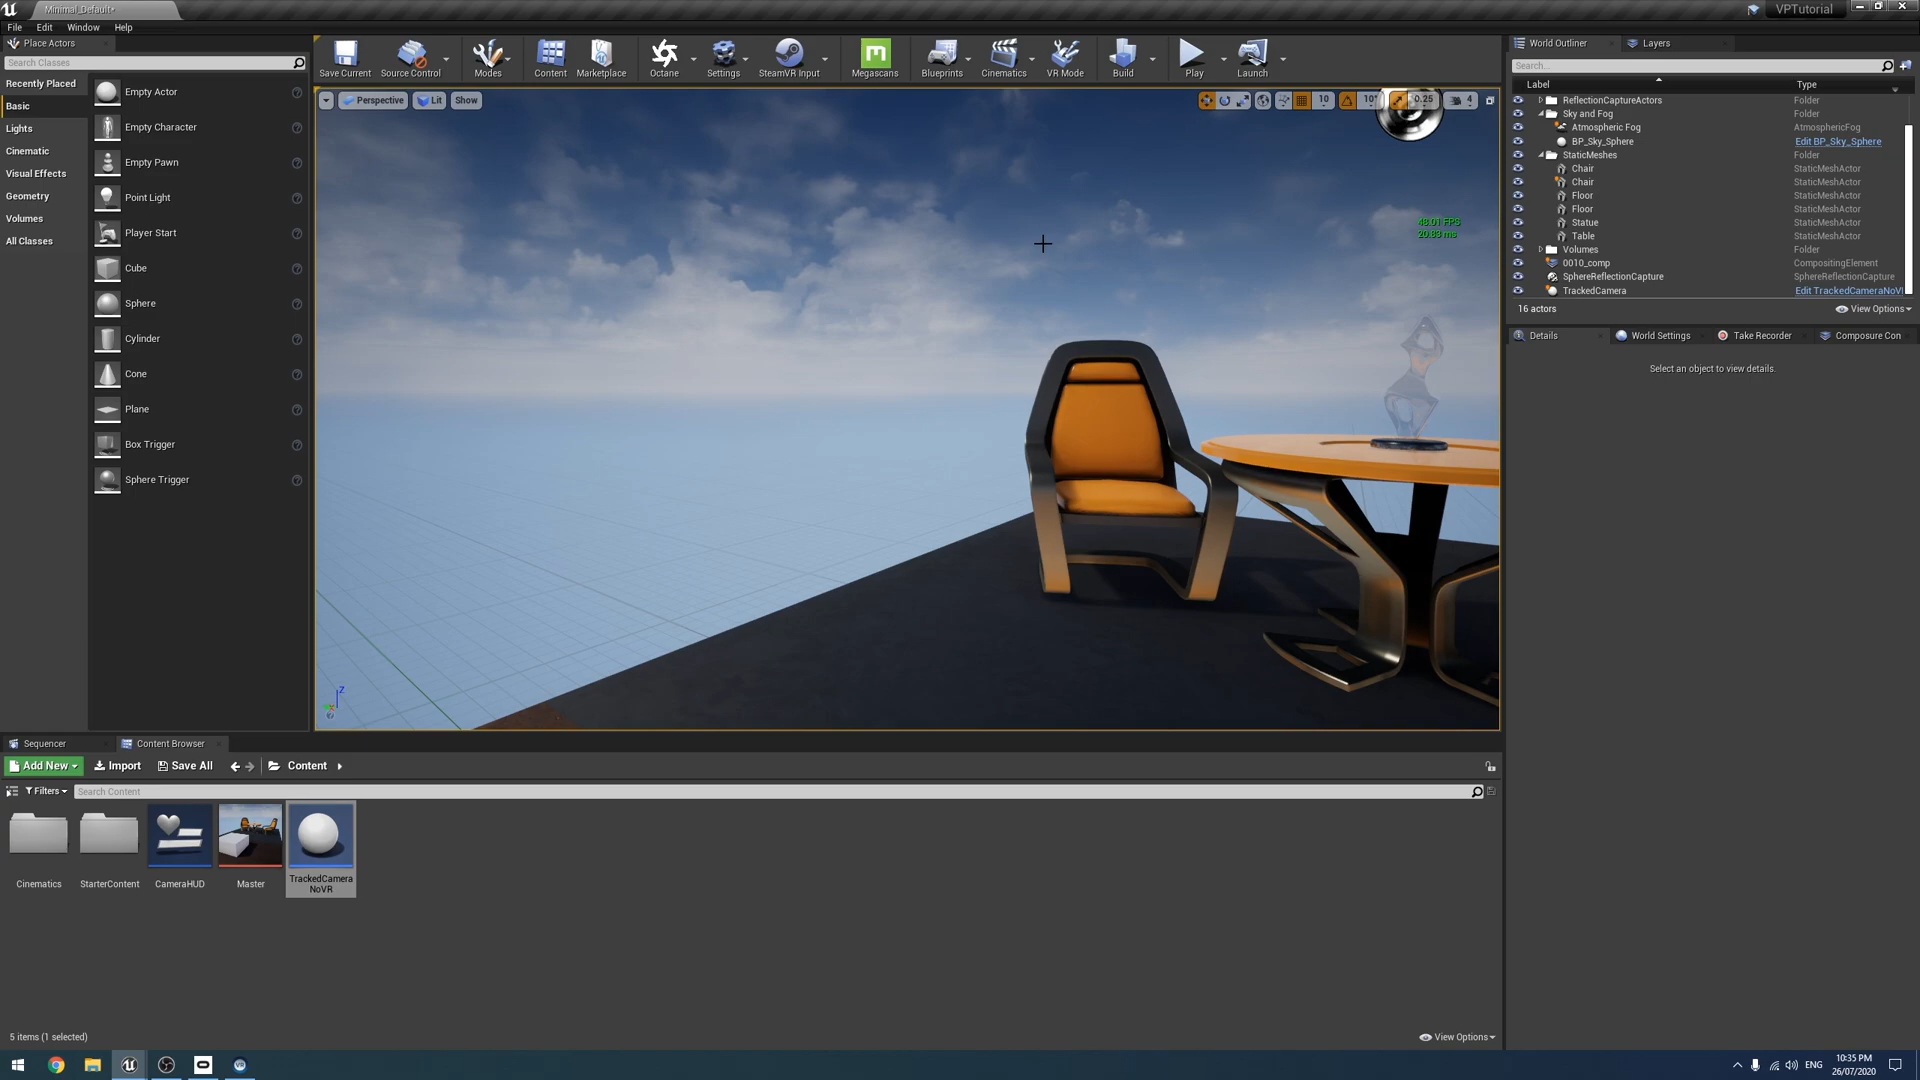 Minimal_Default*
VPTutorial
File Edit Window Help
Place Actors
Search Classes
Recently Placed
Basic
Lights
Cinematic
Visual Effects
Geometry
Volumes
All Classes
Empty Actor
Empty Character
Empty Pawn
Point Light
Player Start
Cube
Sphere
Cylinder
Cone
Plane
Box Trigger
Sphere Trigger
Save Current Source Control Modes Content Marketplace Octane Settings SteamVR Input Megascans Blueprints Cinematics VR Mode Build Play Launch
Perspective Lit Show
10 10° 0.25 4
48.01 FPS
20.83 ms
Z
World Outliner Layers
Search...
Label Type
ReflectionCaptureActors Folder
Sky and Fog Folder
Atmospheric Fog AtmosphericFog
BP_Sky_Sphere Edit BP_Sky_Sphere
StaticMeshes Folder
Chair StaticMeshActor
Chair StaticMeshActor
Floor StaticMeshActor
Floor StaticMeshActor
Statue StaticMeshActor
Table StaticMeshActor
Volumes Folder
0010_comp CompositingElement
SphereReflectionCapture SphereReflectionCapture
TrackedCamera Edit TrackedCameraNoVI
16 actors View Options
Details World Settings Take Recorder Composure Con
Select an object to view details.
Sequencer Content Browser
Add New Import Save All Content
Filters Search Content
Cinematics
StarterContent
CameraHUD
Master
TrackedCamera
NoVR
5 items (1 selected)
View Options
ENG
10:35 PM
26/07/2020